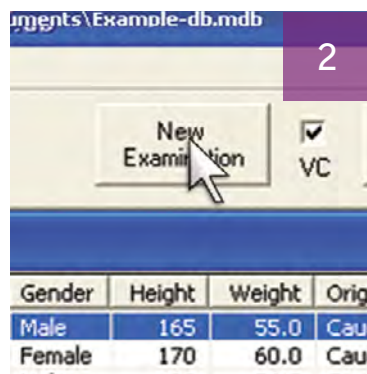 uments\Example-db.mdb
2
New
Examination
VC
Gender Height Weight Orig
Male 165 55.0 Cau
Female 170 60.0 Cau